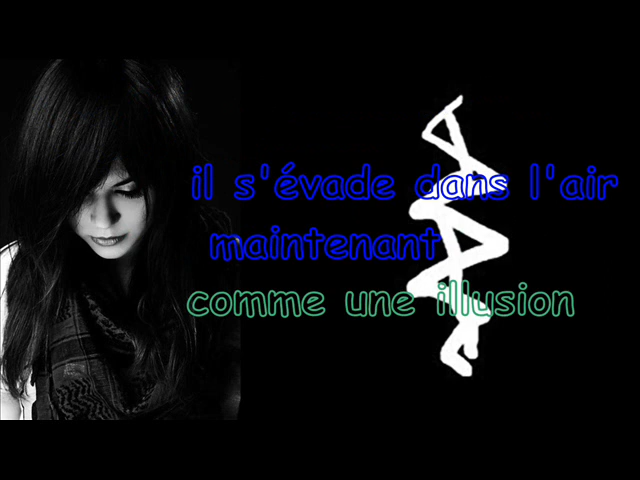 il s'évade dans l'air
maintenant
comme une illusion